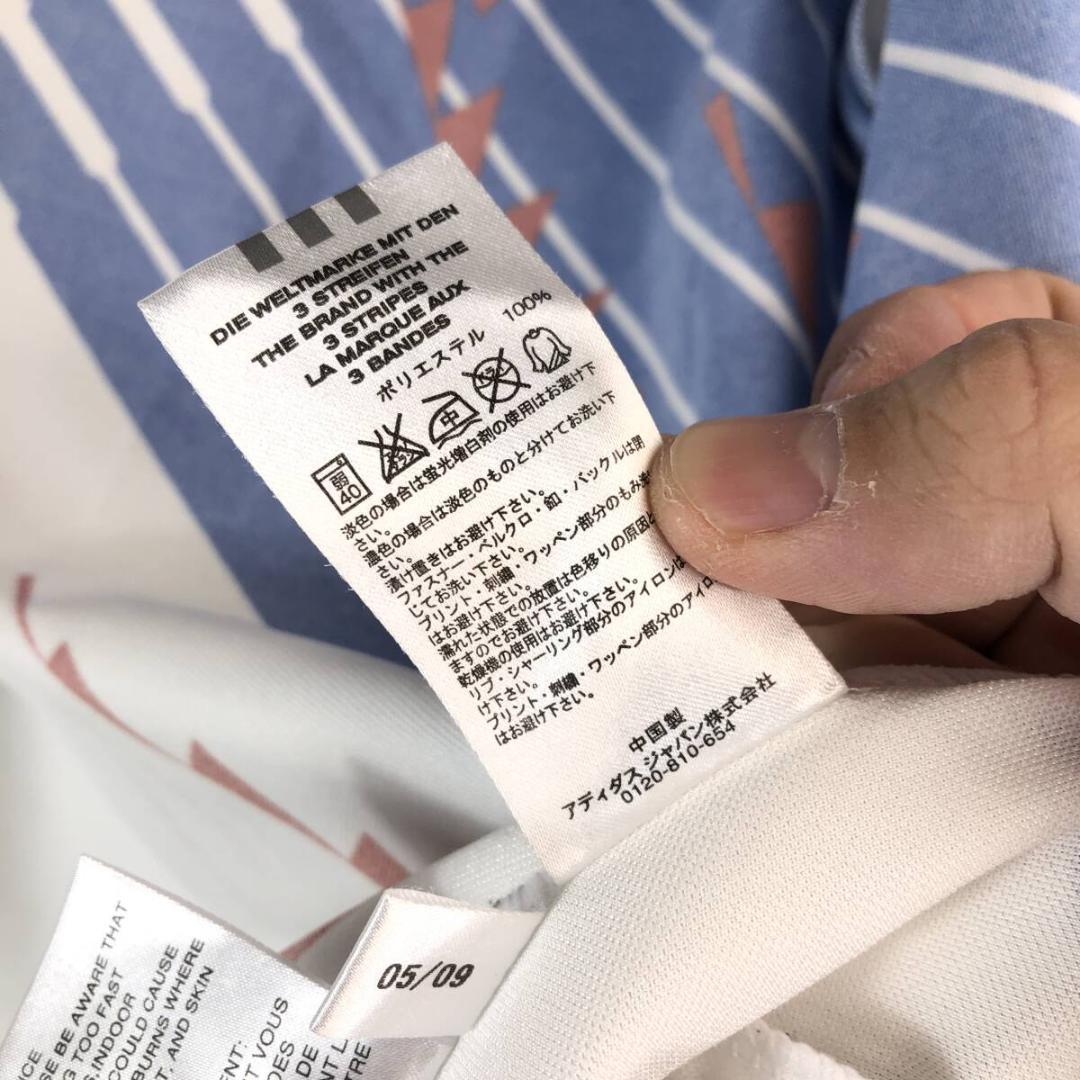 DIE WELTMARKE MIT DEN
3 STREIFEN
THE BRAND WITH THE
3 STRIPES
LA MARQUE AUX
3 BANDES
ポリエステル 100%
弱
40
中
淡色の場合は蛍光増白剤の使用はお避け下
さい。
濃色の場合は淡色のものと分けてお洗い下
さい。
漬け置きはお避け下さい。
ファスナー・ベルクロ・釦・バックルは閉
じてお洗い下さい。
プリント・刺繍・ワッペン部分のもみ
はお避け下さい。
濡れた状態での放置は色移りの原因と
ますのでお避け下さい。
乾燥機の使用はお避け下さい。
リブ・シャーリング部分のアイロンは
け下さい。
プリント・刺繍・ワッペン部分のアイロ
はお避け下さい。
中国製
アディダス ジャパン株式会社
0120-810-654
05/09
BE AWARE THAT
TOO FAST
INDOOR
COULD CAUSE
BURNS WHERE
AND SKIN
VOUS
DE